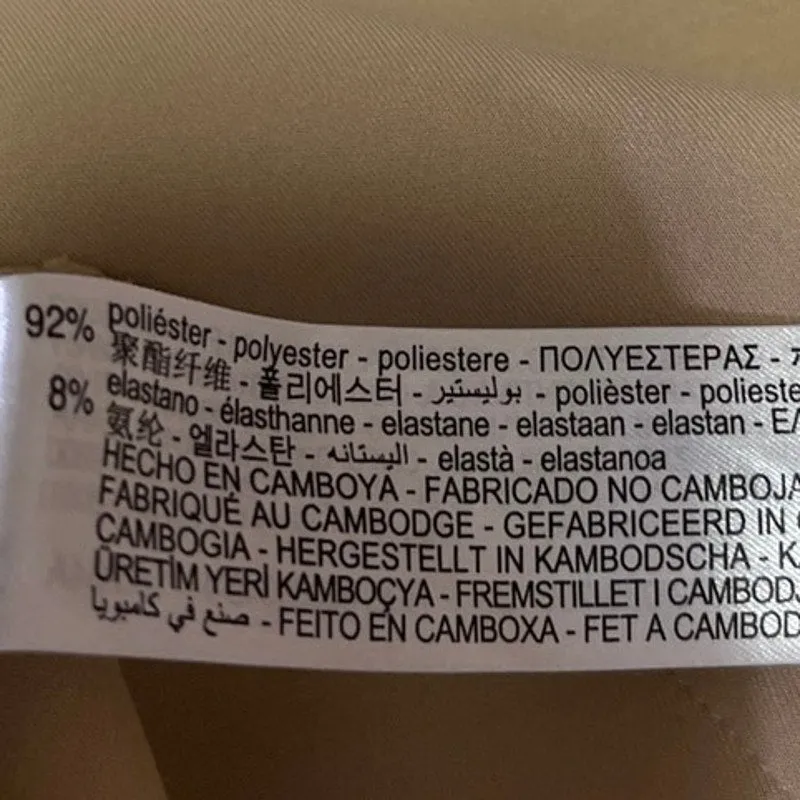 92% poliéster - polyester - poliestere - ΠΟΛΥΕΣΤΕΡΑΣ -
聚酯纤维 - 폴리에스터 - بوليستير - polièster - polieste
8% elastano - élasthanne - elastane - elastaan - elastan - ΕΛ
氨纶 - 엘라스탄 - اليستانه - elastà - elastanoa
HECHO EN CAMBOYA - FABRICADO NO CAMBOJA
FABRIQUÉ AU CAMBODGE - GEFABRICEERD IN
CAMBOGIA - HERGESTELLT IN KAMBODSCHA - K
ÜRETİM YERİ KAMBOÇYA - FREMSTILLET I CAMBODJ
صنع في كامبوديا - FEITO EN CAMBOXA - FET A CAMBOD